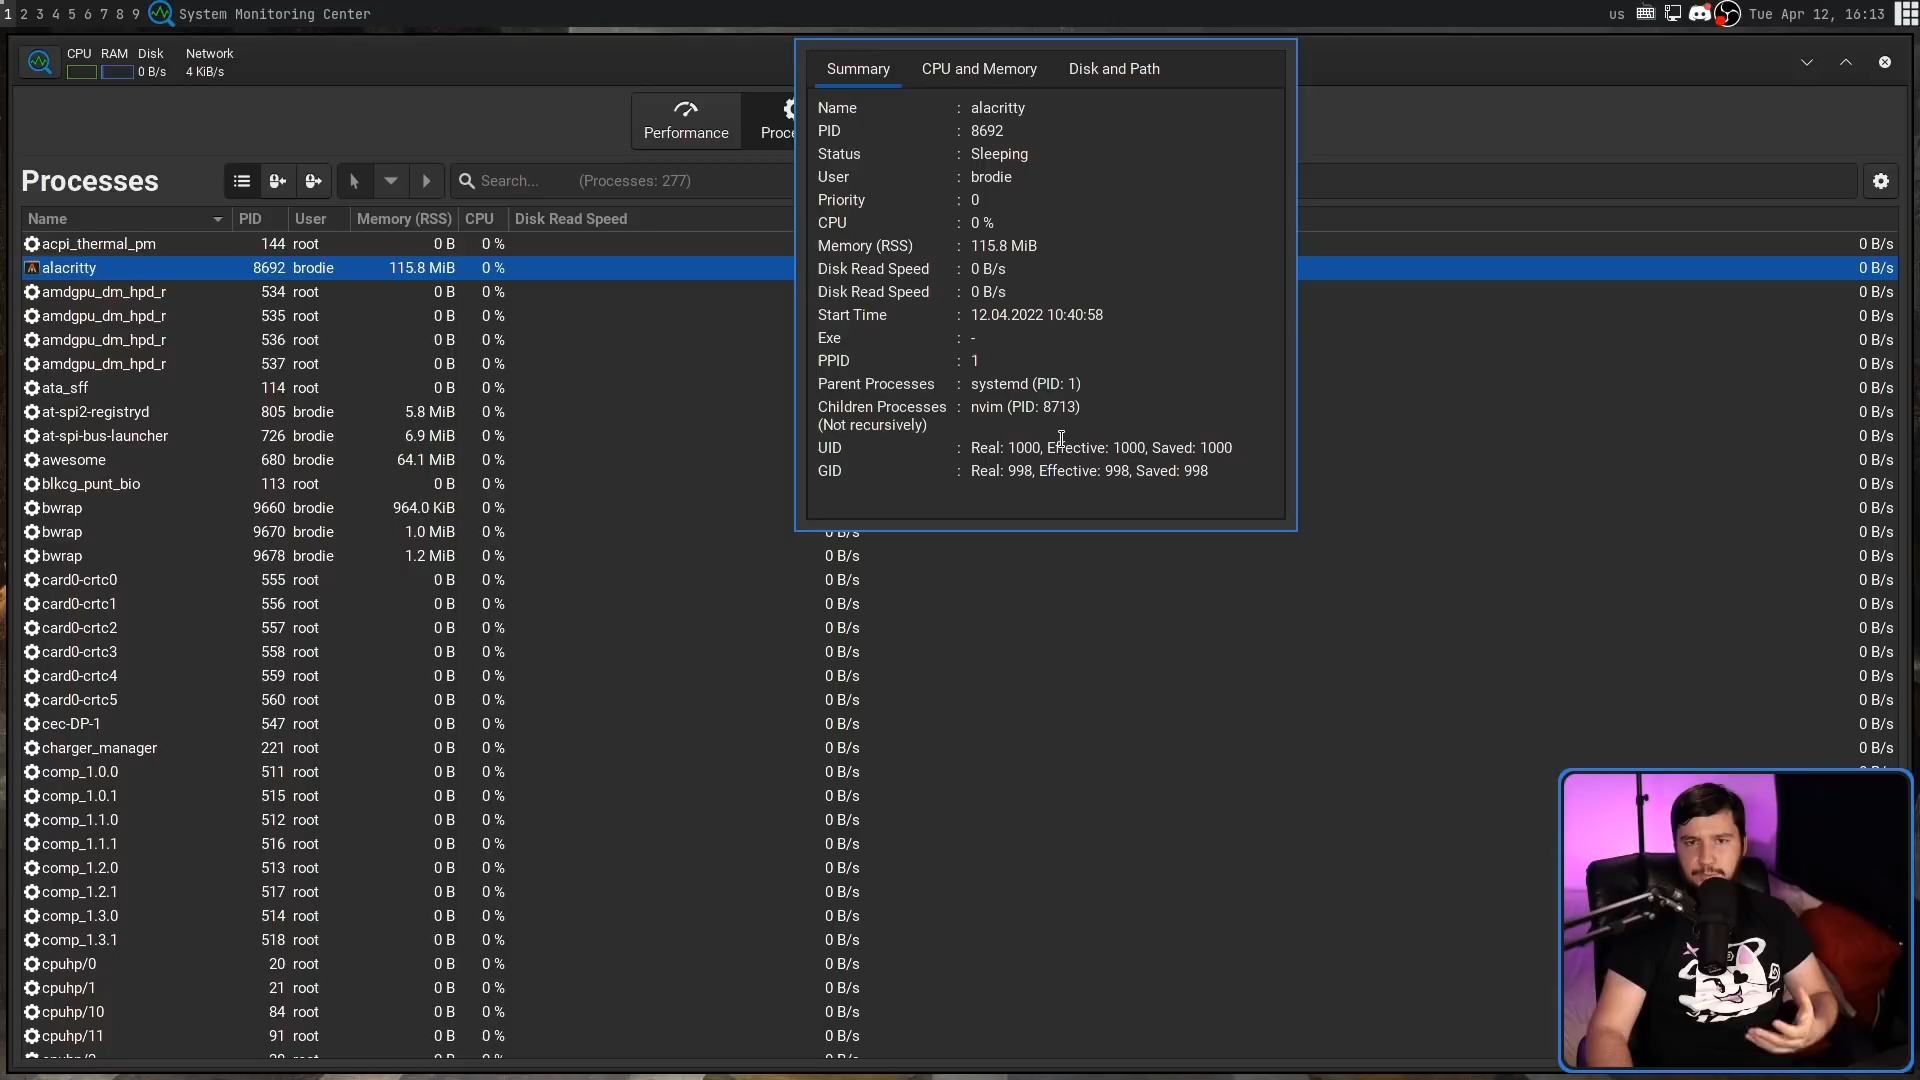 1 2 3 4 5 6 7 8 9 System Monitoring Center
us Tue Apr 12, 16:13
CPU RAM Disk Network
0 B/s 4 KiB/s
Performance
Proce
Processes
Search... (Processes: 277)
Name PID User Memory (RSS) CPU Disk Read Speed
acpi_thermal_pm 144 root 0 B 0 % 0 B/s
alacritty 8692 brodie 115.8 MiB 0 % 0 B/s
amdgpu_dm_hpd_r 534 root 0 B 0 % 0 B/s
amdgpu_dm_hpd_r 535 root 0 B 0 % 0 B/s
amdgpu_dm_hpd_r 536 root 0 B 0 % 0 B/s
amdgpu_dm_hpd_r 537 root 0 B 0 % 0 B/s
ata_sff 114 root 0 B 0 % 0 B/s
at-spi2-registryd 805 brodie 5.8 MiB 0 % 0 B/s
at-spi-bus-launcher 726 brodie 6.9 MiB 0 % 0 B/s
awesome 680 brodie 64.1 MiB 0 % 0 B/s
blkcg_punt_bio 113 root 0 B 0 % 0 B/s
bwrap 9660 brodie 964.0 KiB 0 % 0 B/s
bwrap 9670 brodie 1.0 MiB 0 % 0 B/s 0 B/s
bwrap 9678 brodie 1.2 MiB 0 % 0 B/s 0 B/s
card0-crtc0 555 root 0 B 0 % 0 B/s 0 B/s
card0-crtc1 556 root 0 B 0 % 0 B/s 0 B/s
card0-crtc2 557 root 0 B 0 % 0 B/s 0 B/s
card0-crtc3 558 root 0 B 0 % 0 B/s 0 B/s
card0-crtc4 559 root 0 B 0 % 0 B/s 0 B/s
card0-crtc5 560 root 0 B 0 % 0 B/s 0 B/s
cec-DP-1 547 root 0 B 0 % 0 B/s 0 B/s
charger_manager 221 root 0 B 0 % 0 B/s 0 B/s
comp_1.0.0 511 root 0 B 0 % 0 B/s
comp_1.0.1 515 root 0 B 0 % 0 B/s
comp_1.1.0 512 root 0 B 0 % 0 B/s
comp_1.1.1 516 root 0 B 0 % 0 B/s
comp_1.2.0 513 root 0 B 0 % 0 B/s
comp_1.2.1 517 root 0 B 0 % 0 B/s
comp_1.3.0 514 root 0 B 0 % 0 B/s
comp_1.3.1 518 root 0 B 0 % 0 B/s
cpuhp/0 20 root 0 B 0 % 0 B/s
cpuhp/1 21 root 0 B 0 % 0 B/s
cpuhp/10 84 root 0 B 0 % 0 B/s
cpuhp/11 91 root 0 B 0 % 0 B/s
Summary CPU and Memory Disk and Path
Name : alacritty
PID : 8692
Status : Sleeping
User : brodie
Priority : 0
CPU : 0 %
Memory (RSS) : 115.8 MiB
Disk Read Speed : 0 B/s
Disk Read Speed : 0 B/s
Start Time : 12.04.2022 10:40:58
Exe : -
PPID : 1
Parent Processes : systemd (PID: 1)
Children Processes : nvim (PID: 8713)
(Not recursively)
UID : Real: 1000, Effective: 1000, Saved: 1000
GID : Real: 998, Effective: 998, Saved: 998